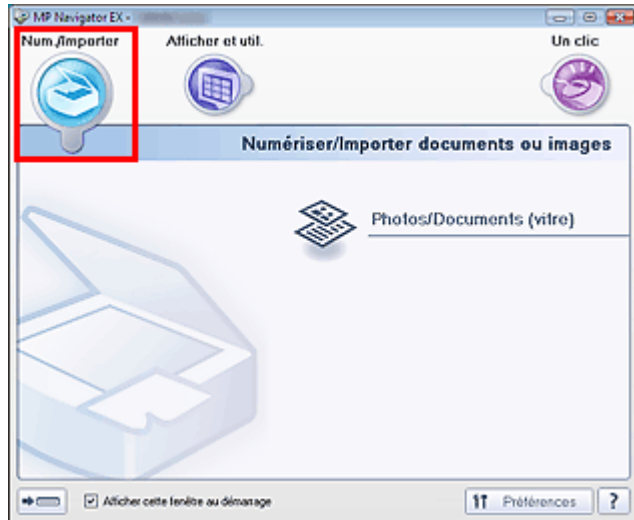 MP Navigator EX -
Num./Importer
Afficher et util.
Un clic
Numériser/Importer documents ou images
Photos/Documents (vitre)
Afficher cette fenêtre au démarrage
Préférences
?